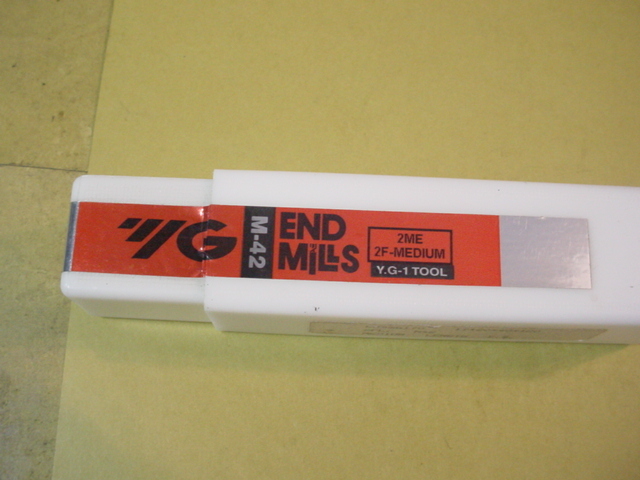 YG
M-42
END
MILLS
2ME
2F-MEDIUM
Y.G-1 TOOL